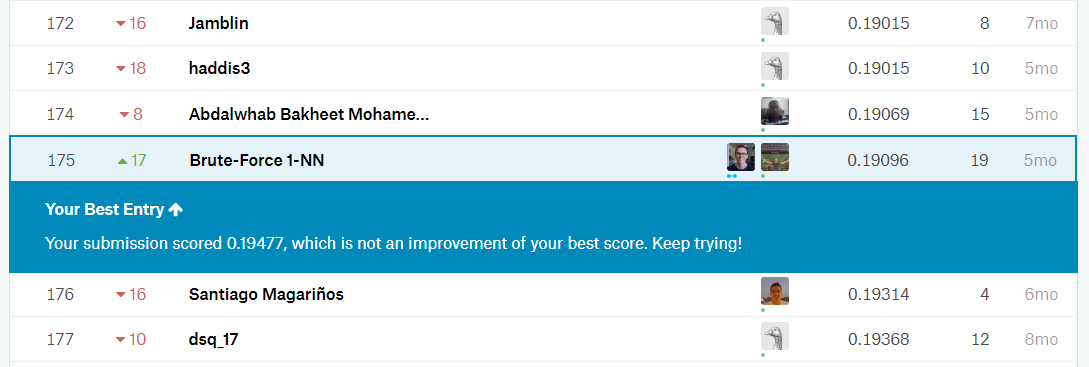 172 16 Jamblin 0.19015 8 7mo
173 18 haddis3 0.19015 10 5mo
174 8 Abdalwhab Bakheet Mohame... 0.19069 15 5mo
175 17 Brute-Force 1-NN 0.19096 19 5mo
Your Best Entry
Your submission scored 0.19477, which is not an improvement of your best score. Keep trying!
176 16 Santiago Magariños 0.19314 4 6mo
177 10 dsq_17 0.19368 12 8mo